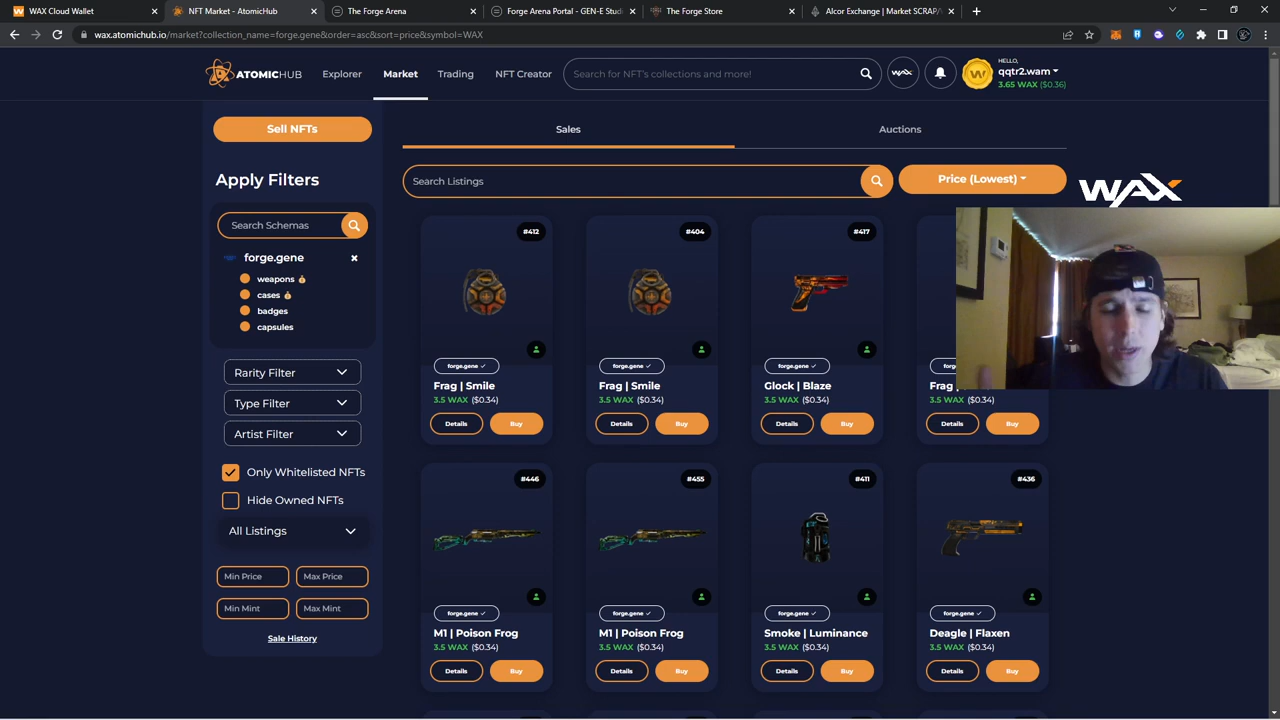 WAX Cloud Wallet
NFT Market - AtomicHub
The Forge Arena
Forge Arena Portal - GEN-E Stud
The Forge Store
Alcor Exchange | Market SCRAP/
wax.atomichub.io/market?collection_name=forge.gene&order=asc&sort=price&symbol=WAX
ATOMICHUB
Explorer
Market
Trading
NFT Creator
Search for NFT's collections and more!
WAX
HELLO,
qqtr2.wam
3.65 WAX ($0.36)
Sell NFTs
Sales
Auctions
Apply Filters
Search Listings
Price (Lowest)
WAX
Search Schemas
forge.gene
weapons
cases
badges
capsules
Rarity Filter
Type Filter
Artist Filter
Only Whitelisted NFTs
Hide Owned NFTs
All Listings
Min Price
Max Price
Min Mint
Max Mint
Sale History
#412
forge.gene
Frag | Smile
3.5 WAX ($0.34)
Details
Buy
#404
forge.gene
Frag | Smile
3.5 WAX ($0.34)
Details
Buy
#417
forge.gene
Glock | Blaze
3.5 WAX ($0.34)
Details
Buy
forge.gene
Frag |
3.5 WAX ($0.34)
Details
Buy
#446
forge.gene
M1 | Poison Frog
3.5 WAX ($0.34)
Details
Buy
#455
forge.gene
M1 | Poison Frog
3.5 WAX ($0.34)
Details
Buy
#411
forge.gene
Smoke | Luminance
3.5 WAX ($0.34)
Details
Buy
#436
forge.gene
Deagle | Flaxen
3.5 WAX ($0.34)
Details
Buy